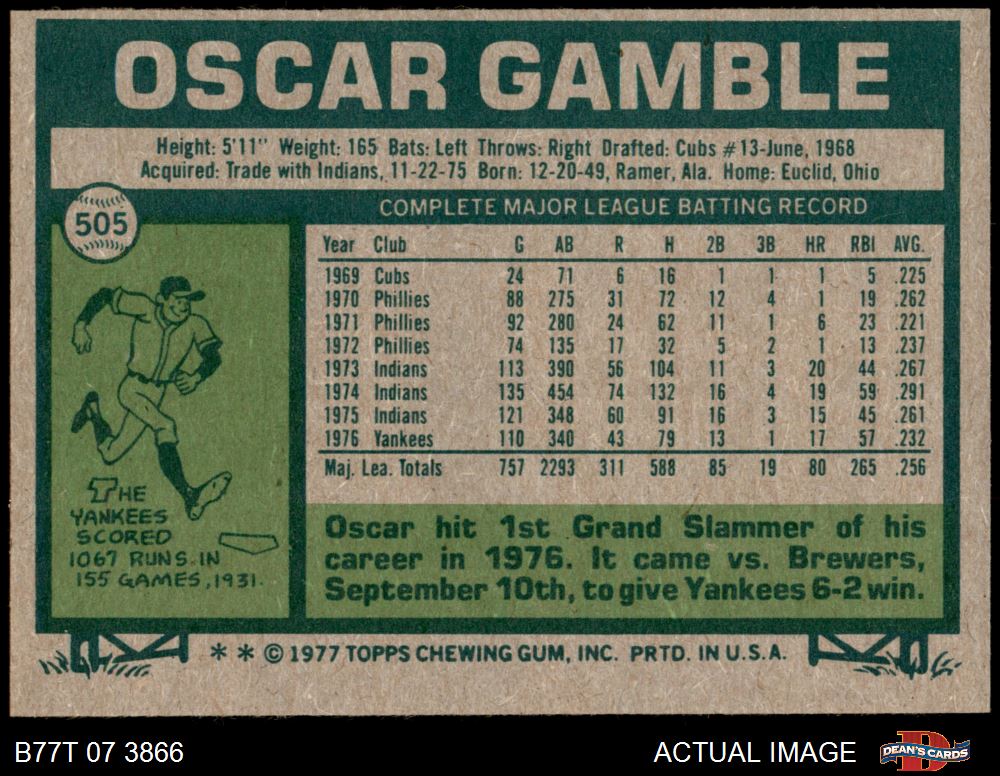 OSCAR GAMBLE
Height: 5'11" Weight: 165 Bats: Left Throws: Right Drafted: Cubs #13-June, 1968
Acquired: Trade with Indians, 11-22-75 Born: 12-20-49, Ramer, Ala. Home: Euclid, Ohio
505
COMPLETE MAJOR LEAGUE BATTING RECORD
Year Club G AB R H 2B 3B HR RBI AVG.
1969 Cubs 24 71 6 16 1 1 1 5 .225
1970 Phillies 88 275 31 72 12 4 1 19 .262
1971 Phillies 92 280 24 62 11 1 6 23 .221
1972 Phillies 74 135 17 32 5 2 1 13 .237
1973 Indians 113 390 56 104 11 3 20 44 .267
1974 Indians 135 454 74 132 16 4 19 59 .291
1975 Indians 121 348 60 91 16 3 15 45 .261
1976 Yankees 110 340 43 79 13 1 17 57 .232
Maj. Lea. Totals 757 2293 311 588 85 19 80 265 .256
THE
YANKEES
SCORED
1067 RUNS IN
155 GAMES, 1931.
Oscar hit 1st Grand Slammer of his
career in 1976. It came vs. Brewers,
September 10th, to give Yankees 6-2 win.
* * © 1977 TOPPS CHEWING GUM, INC. PRTD. IN U.S.A.
B77T 07 3866
ACTUAL IMAGE
D
DEAN'S CARDS